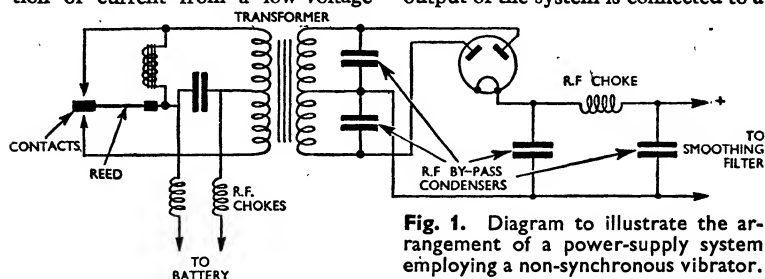 tion of current from a low-voltage
output of the system is connected to a
TRANSFORMER
R.F CHOKE
+
CONTACTS
REED
R.F. CHOKES
R.F BY-PASS
CONDENSERS
TO
SMOOTHING
FILTER
TO
BATTERY
Fig. 1. Diagram to illustrate the ar-
rangement of a power-supply system
employing a non-synchronous vibrator.